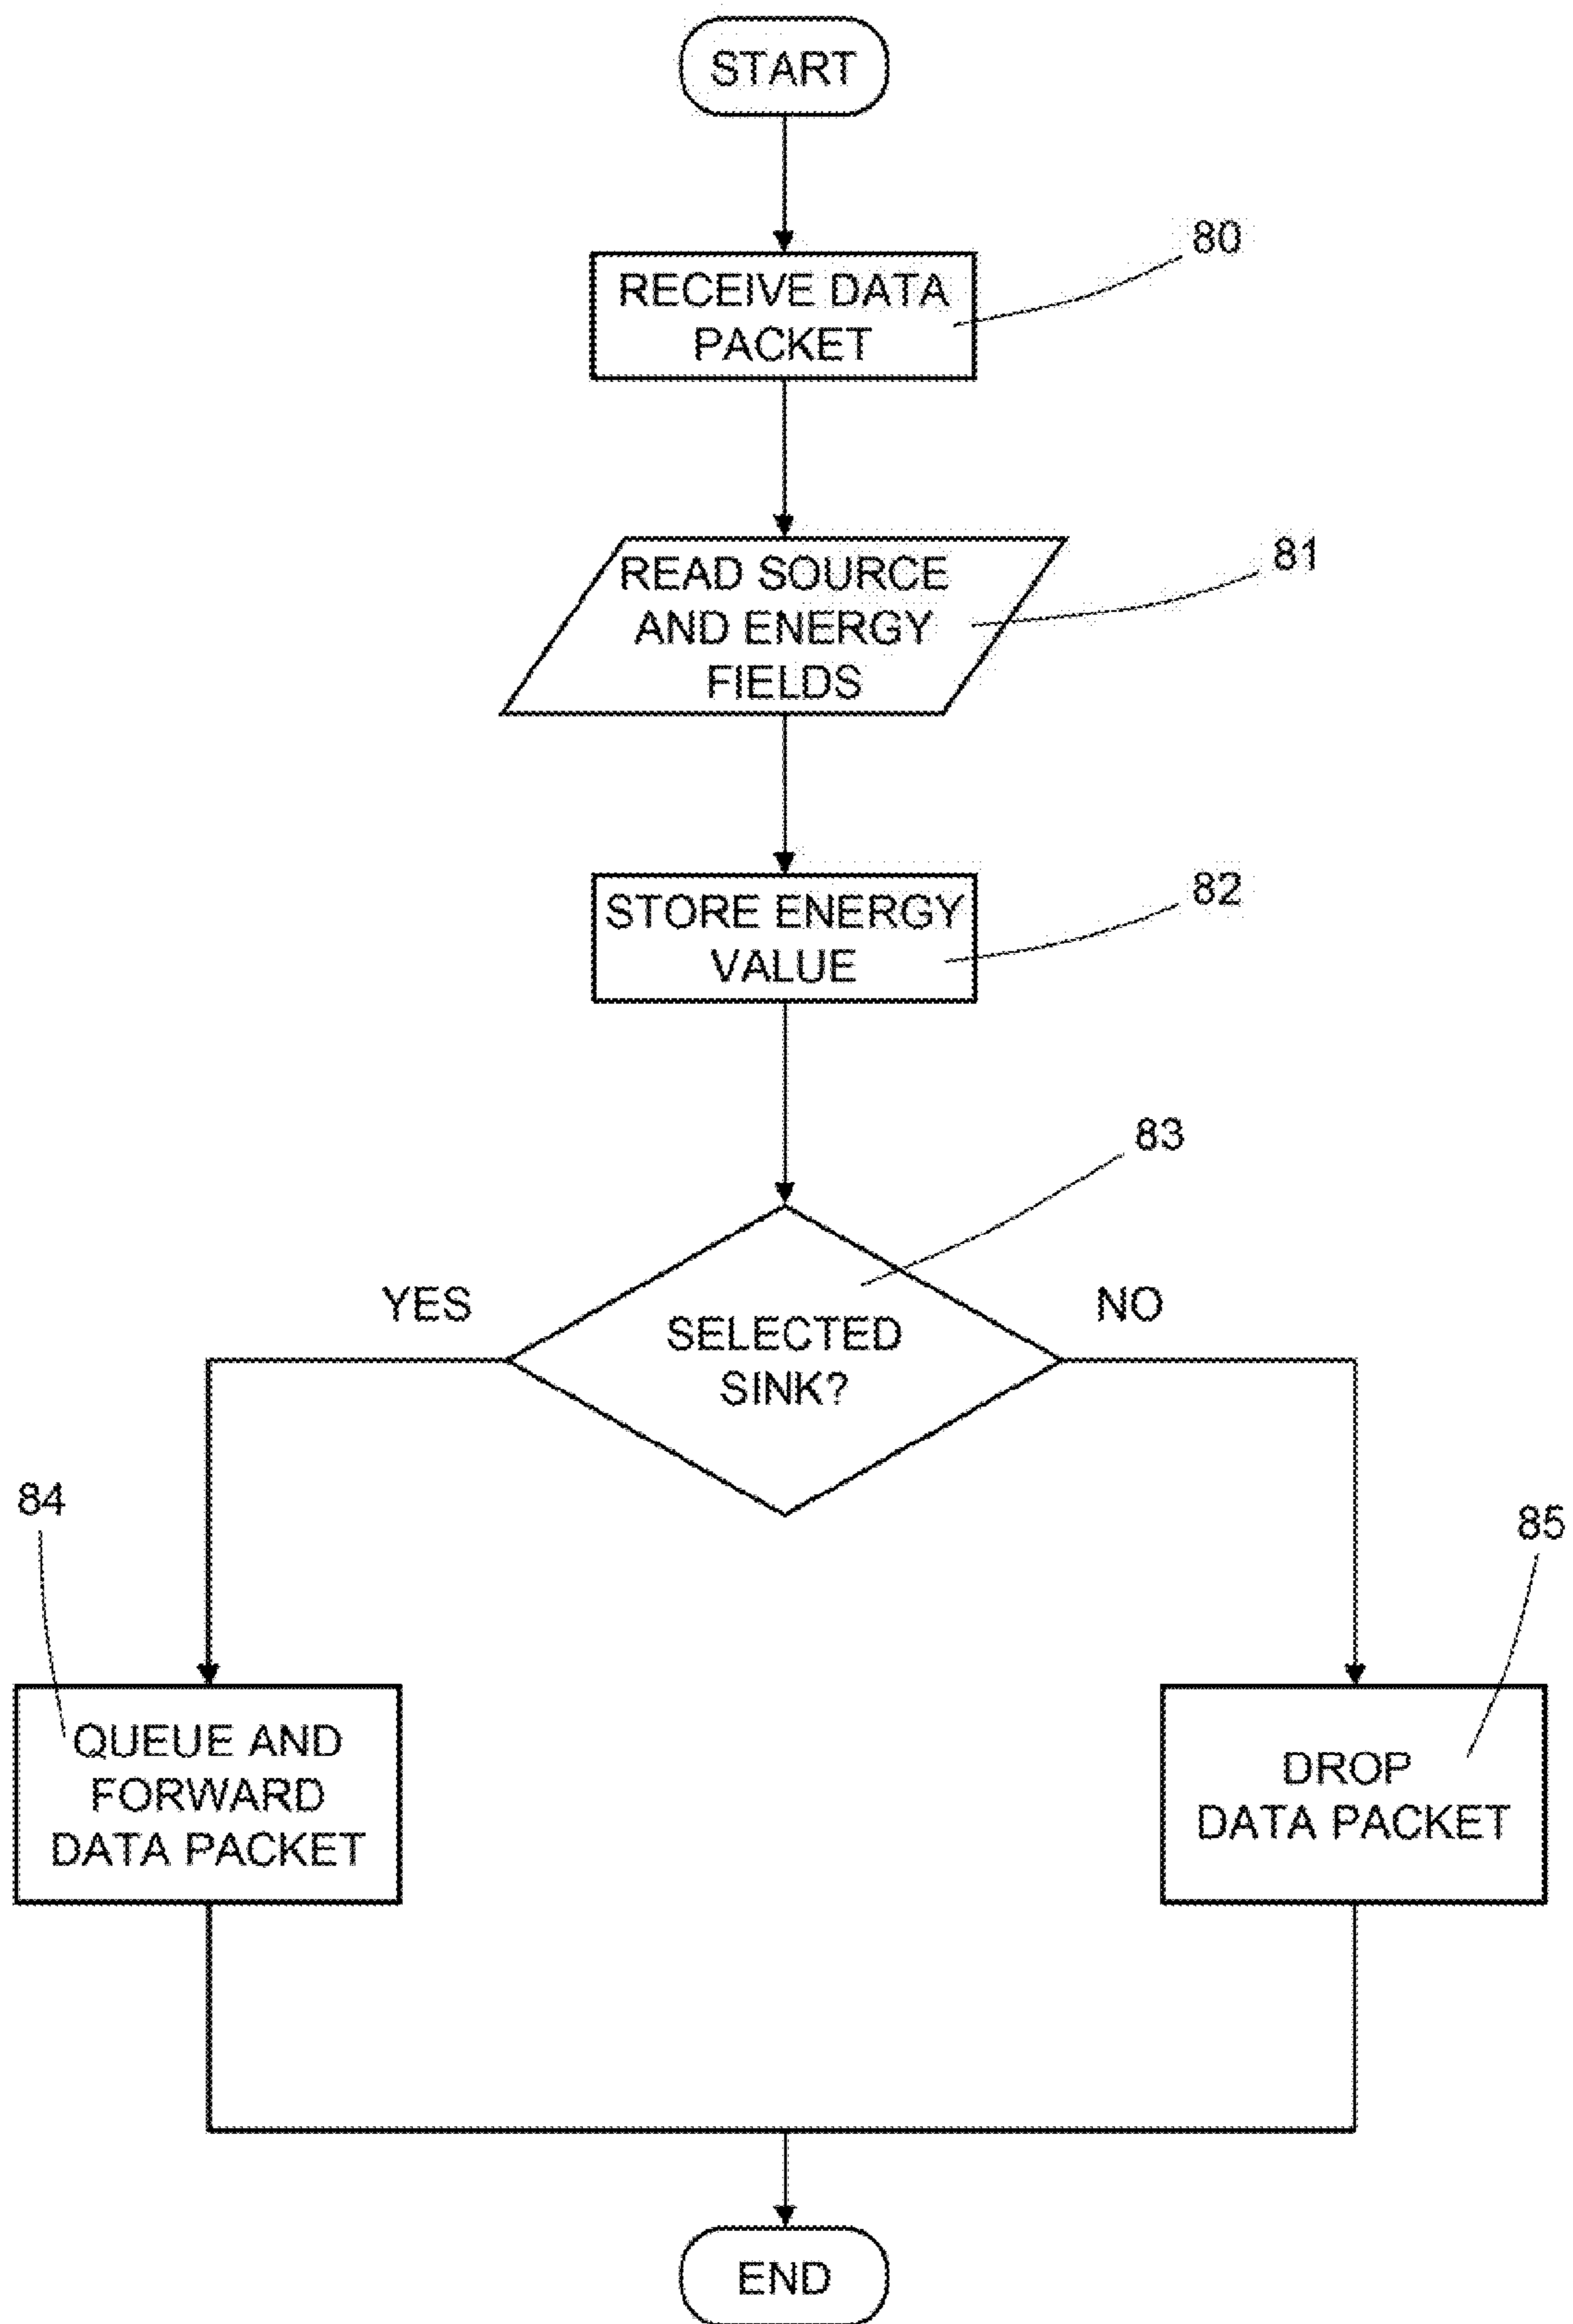 START
80
RECEIVE DATA
PACKET
81
READ SOURCE
AND ENERGY
FIELDS
82
STORE ENERGY
VALUE
83
YES
NO
SELECTED
SINK?
84
85
QUEUE AND
FORWARD
DATA PACKET
DROP
DATA PACKET
END